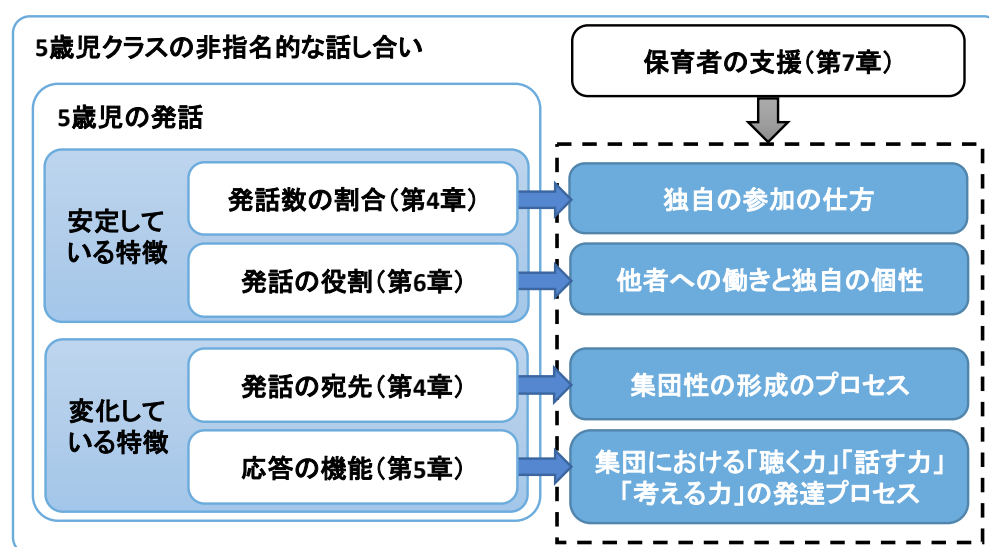 5歳児クラスの非指名的な話し合い
保育者の支援（第7章）
5歳児の発話
安定して
いる特徴
発話数の割合（第4章）
独自の参加の仕方
発話の役割（第6章）
他者への働きと独自の個性
変化して
いる特徴
発話の宛先（第4章）
集団性の形成のプロセス
応答の機能（第5章）
集団における「聴く力」「話す力」
「考える力」の発達プロセス